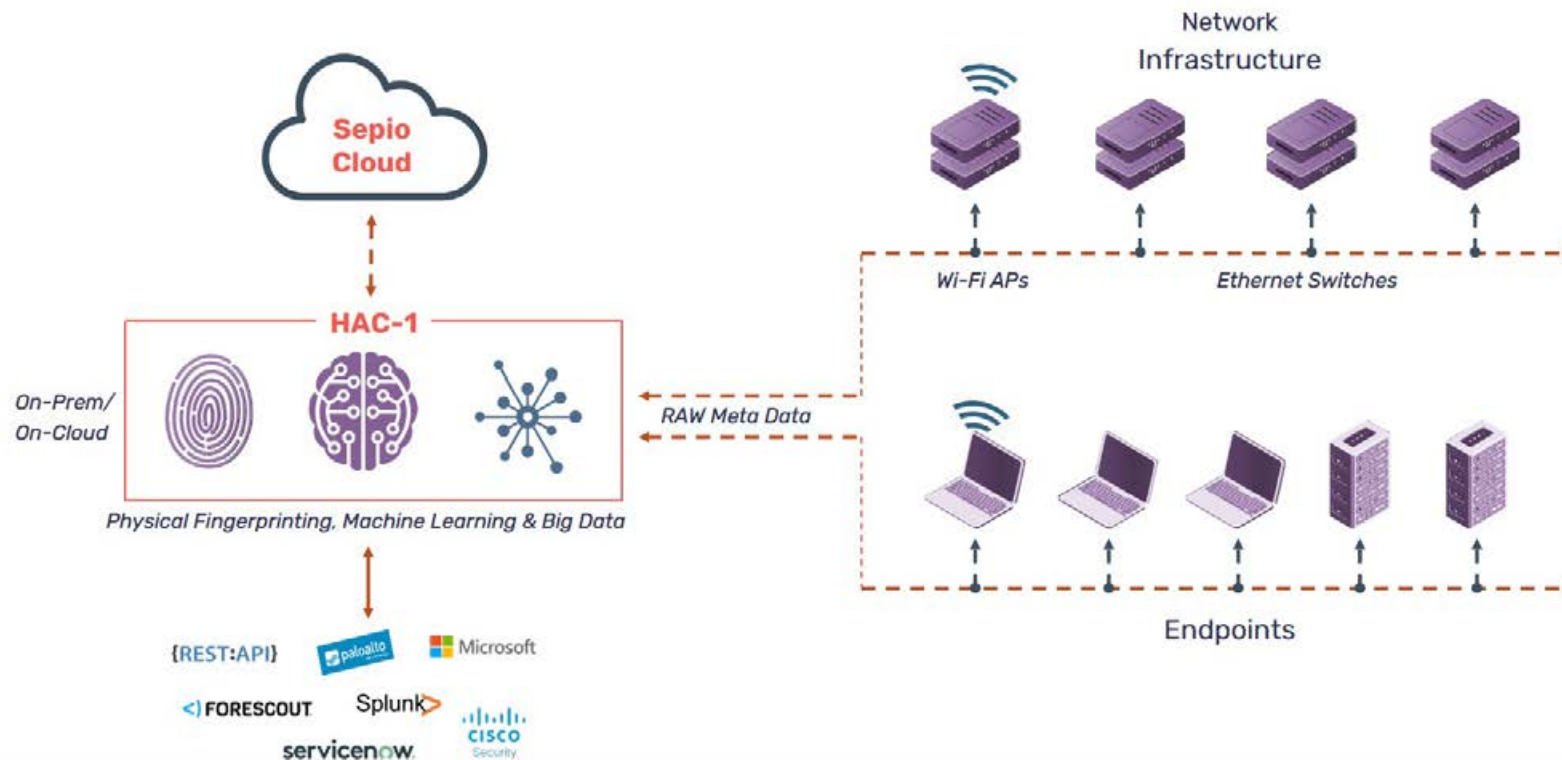 Network
Infrastructure
Sepio
Cloud
Wi-Fi APs
Ethernet Switches
HAC-1
On-Prem/
On-Cloud
RAW Meta Data
Physical Fingerprinting, Machine Learning & Big Data
Endpoints
{REST:API}
paloalto
Microsoft
<) FORESCOUT
Splunk>
servicenow
CISCO
Security